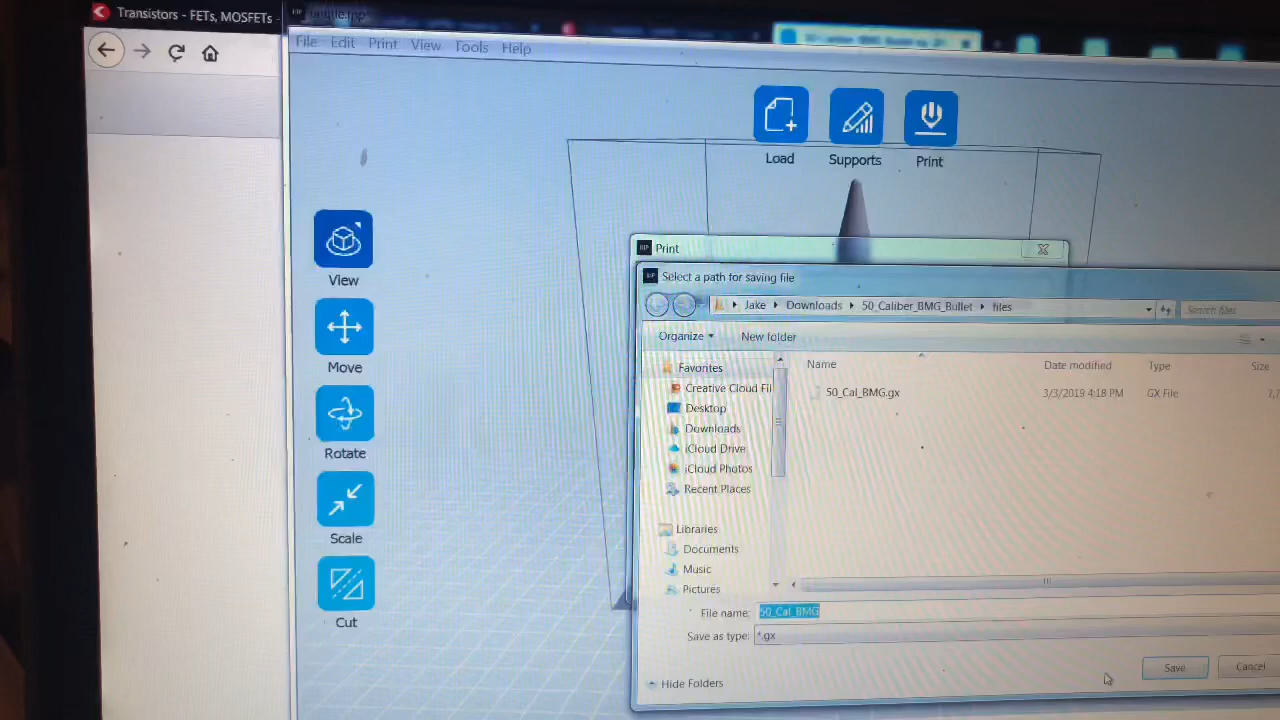 Transistors - FETs, MOSFETs -
File Edit Print View Tools Help
Load Supports Print
View
Move
Rotate
Scale
Cut
Print
Select a path for saving file
Jake Downloads 50_Caliber_BMG_Bullet files
Search files
Organize New folder
Name Date modified Type Size
50_Cal_BMG.gx 3/3/2019 4:18 PM GX File
Favorites
Creative Cloud Fil
Desktop
Downloads
iCloud Drive
iCloud Photos
Recent Places
Libraries
Documents
Music
Pictures
File name: 50_Cal_BMG
Save as type: *.gx
Hide Folders Save Cancel